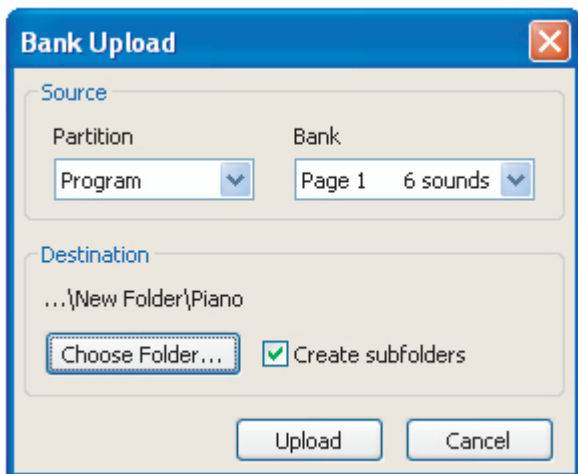 Bank Upload
Source
Partition Bank
Program Page 1 6 sounds
Destination
...\New Folder\Piano
Choose Folder... Create subfolders
Upload Cancel